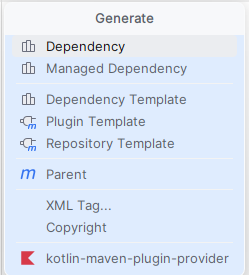 Generate
Dependency
Managed Dependency
Dependency Template
Plugin Template
Repository Template
Parent
XML Tag...
Copyright
kotlin-maven-plugin-provider